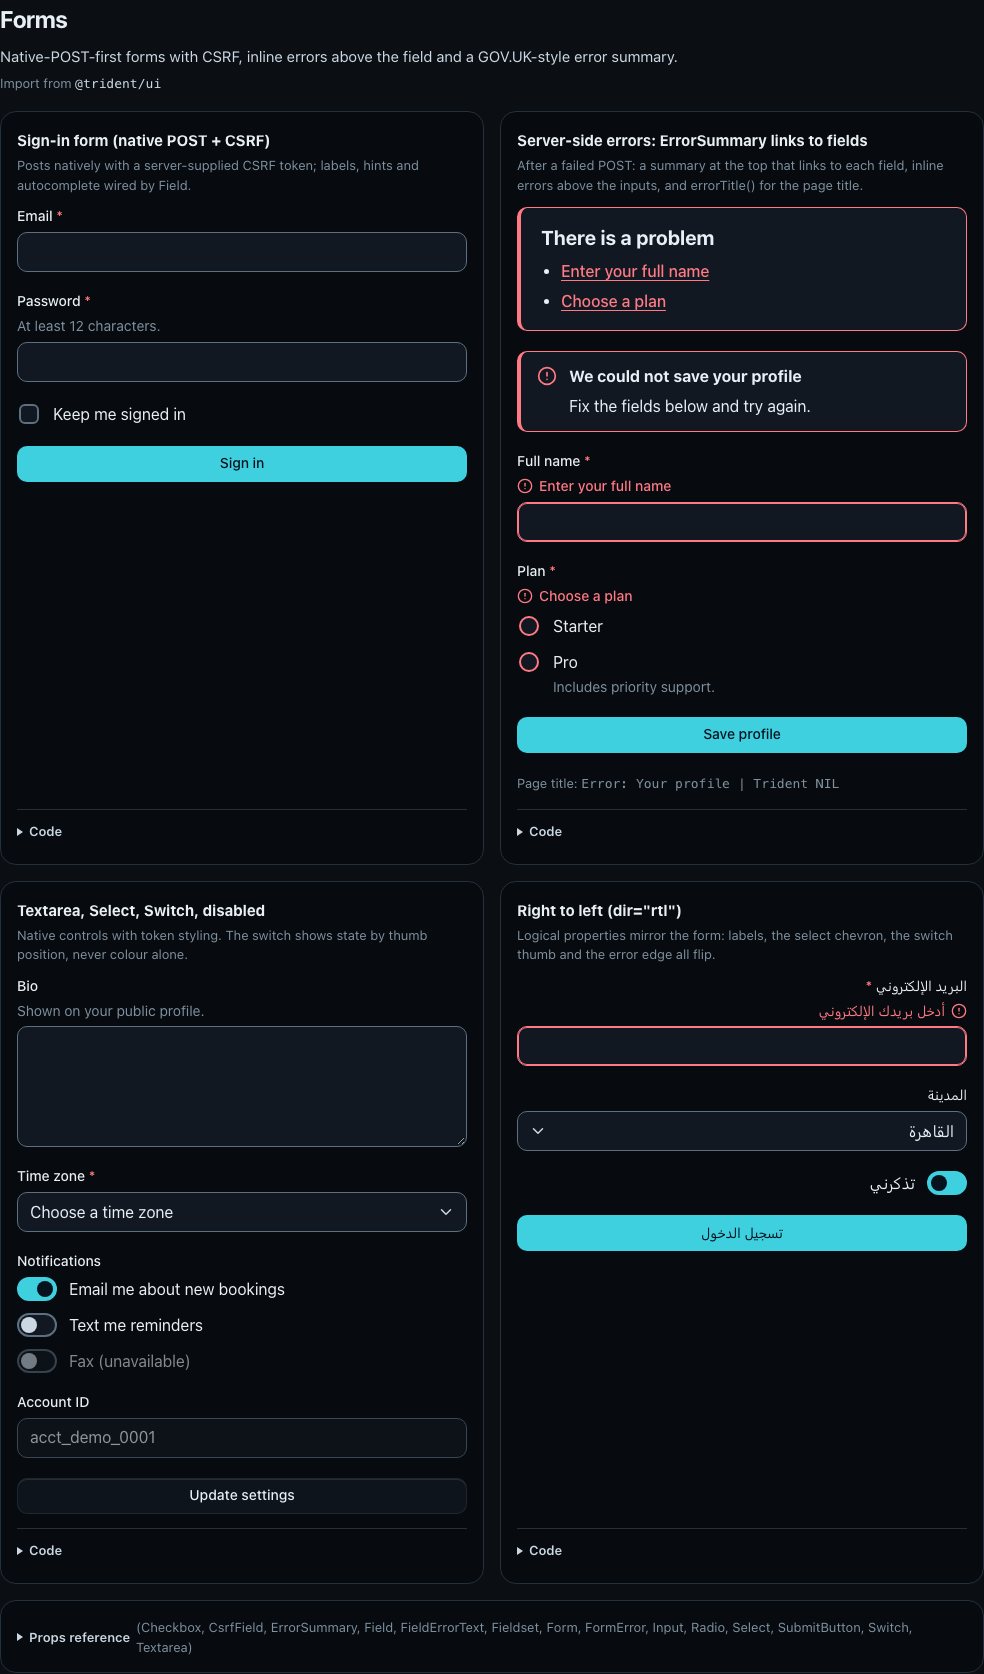 Forms
Native-POST-first forms with CSRF, inline errors above the field and a GOV.UK-style error summary.
Import from @trident/ui
Sign-in form (native POST + CSRF)
Posts natively with a server-supplied CSRF token; labels, hints and
autocomplete wired by Field.
Email *
Password *
At least 12 characters.
Keep me signed in
Sign in
Code
Server-side errors: ErrorSummary links to fields
After a failed POST: a summary at the top that links to each field, inline
errors above the inputs, and errorTitle() for the page title.
There is a problem
• Enter your full name
• Choose a plan
We could not save your profile
Fix the fields below and try again.
Full name *
Enter your full name
Plan *
Choose a plan
Starter
Pro
Includes priority support.
Save profile
Page title: Error: Your profile | Trident NIL
Code
Textarea, Select, Switch, disabled
Native controls with token styling. The switch shows state by thumb
position, never colour alone.
Bio
Shown on your public profile.
Time zone *
Choose a time zone
Notifications
Email me about new bookings
Text me reminders
Fax (unavailable)
Account ID
acct_demo_0001
Update settings
Code
Right to left (dir="rtl")
Logical properties mirror the form: labels, the select chevron, the switch
thumb and the error edge all flip.
البريد الإلكتروني *
أدخل بريدك الإلكتروني
المدينة
القاهرة
تذكرني
تسجيل الدخول
Code
Props reference (Checkbox, CsrfField, ErrorSummary, Field, FieldErrorText, Fieldset, Form, FormError, Input, Radio, Select, SubmitButton, Switch,
Textarea)